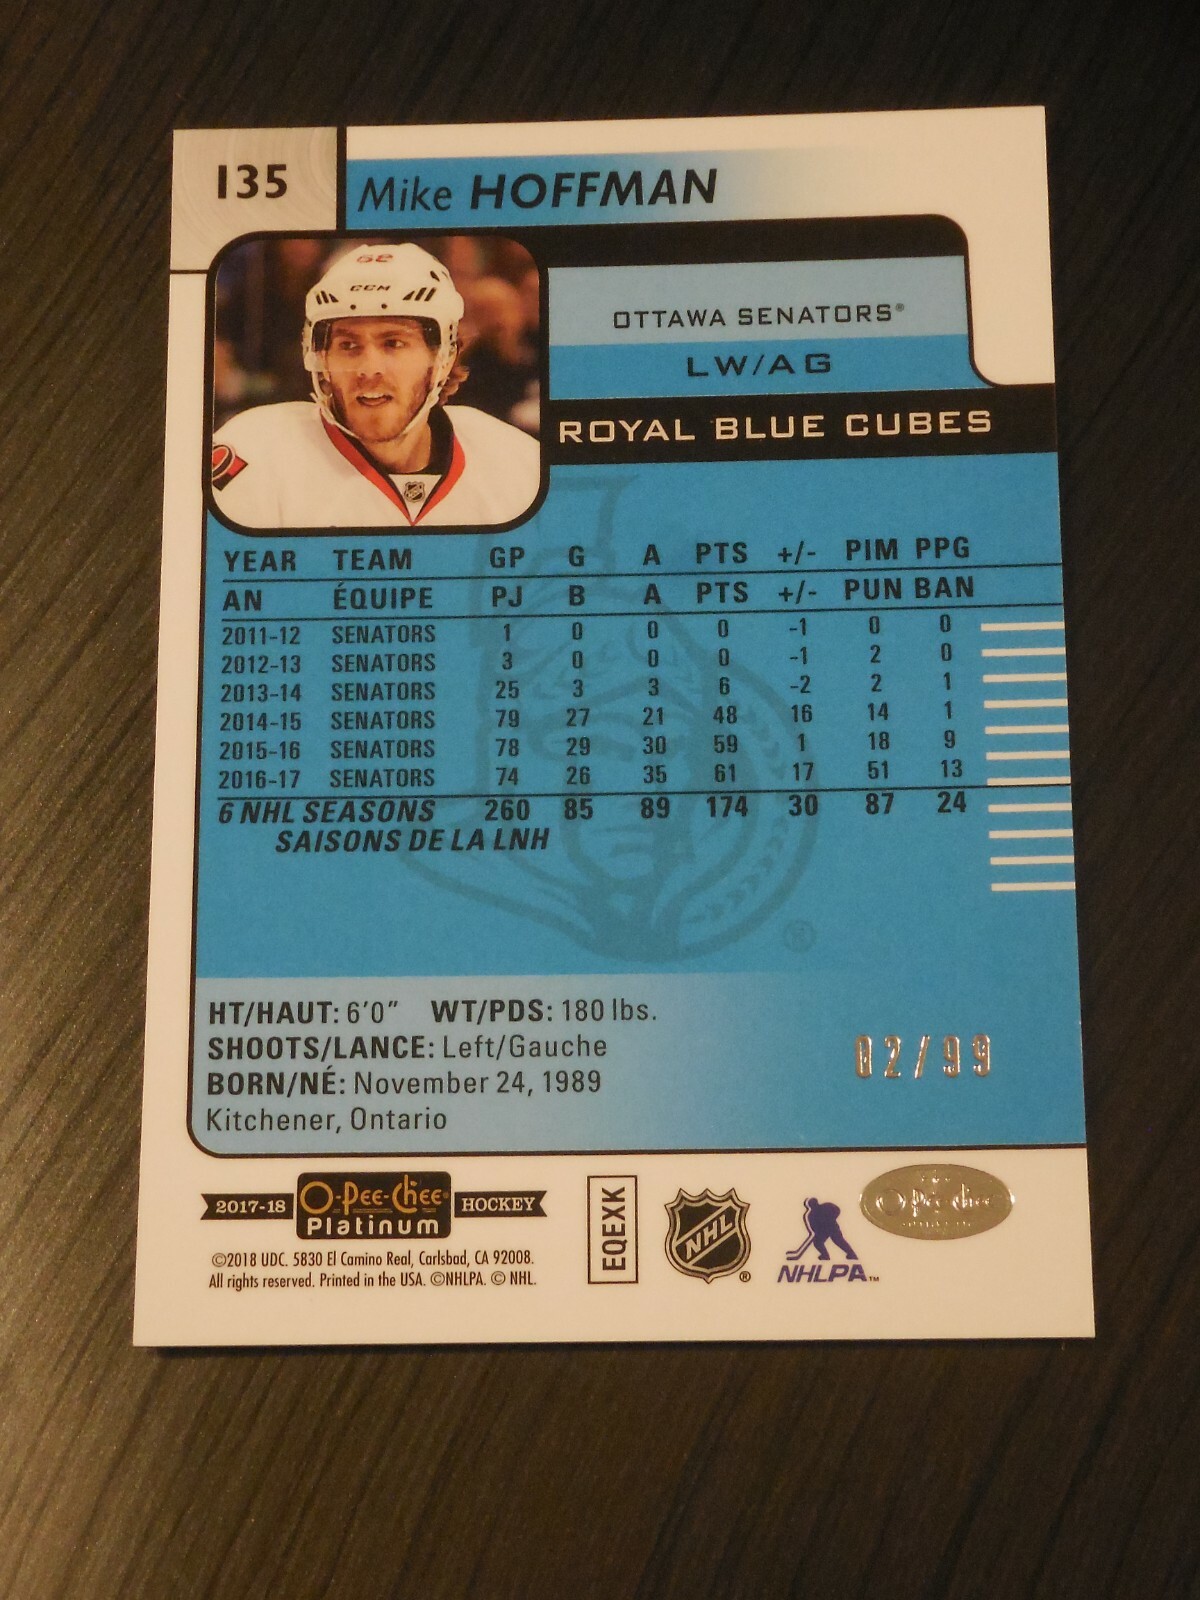 135
Mike HOFFMAN
62
CCM
OTTAWA SENATORS®
LW/AG
ROYAL BLUE CUBES
YEAR TEAM GP G A PTS +/- PIM PPG
AN ÉQUIPE PJ B A PTS +/- PUN BAN
2011-12 SENATORS 1 0 0 0 -1 0 0
2012-13 SENATORS 3 0 0 0 -1 2 0
2013-14 SENATORS 25 3 3 6 -2 2 1
2014-15 SENATORS 79 27 21 48 16 14 1
2015-16 SENATORS 78 29 30 59 1 18 9
2016-17 SENATORS 74 26 35 61 17 51 13
6 NHL SEASONS 260 85 89 174 30 87 24
SAISONS DE LA LNH
®
HT/HAUT: 6'0" WT/PDS: 180 lbs.
SHOOTS/LANCE: Left/Gauche
BORN/NÉ: November 24, 1989
Kitchener, Ontario
02/99
2017-18 O-Pee-Chee® Platinum HOCKEY
©2018 UDC. 5830 El Camino Real, Carlsbad, CA 92008.
All rights reserved. Printed in the USA. ©NHLPA. © NHL.
EQEXK
NHL®
NHLPA™
O-Pee-Chee